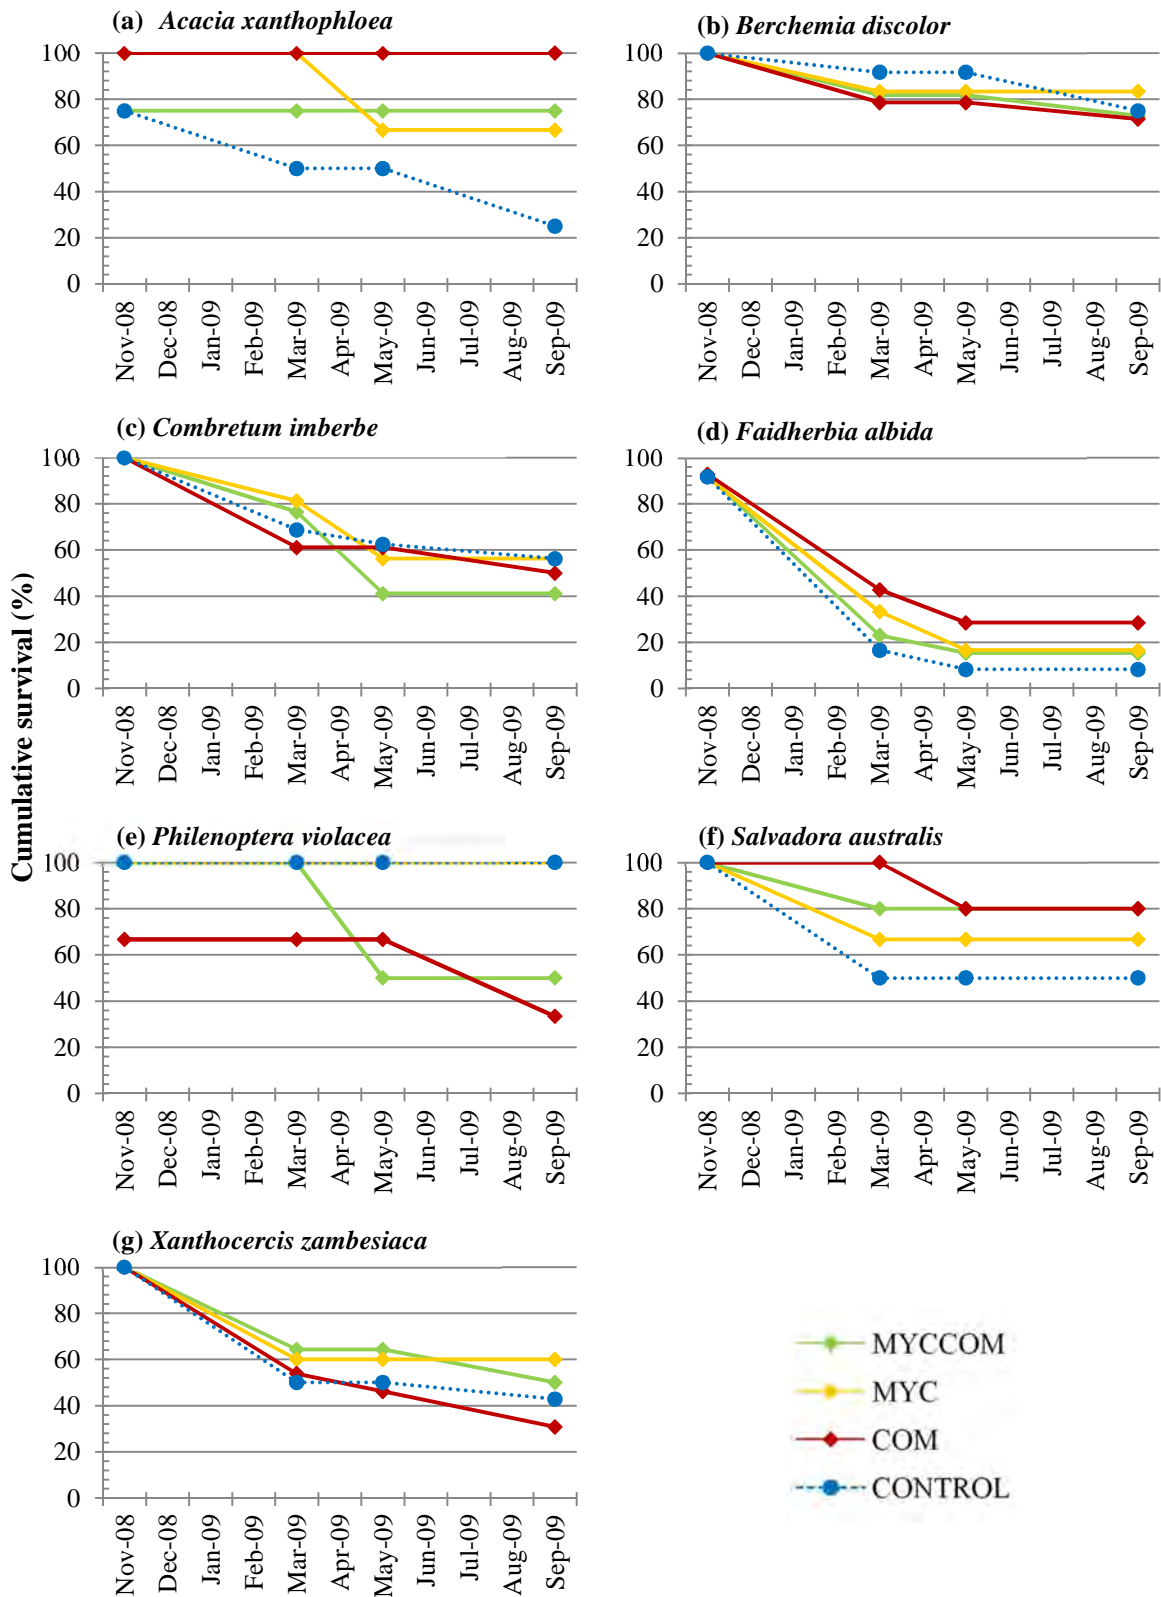 (a) Acacia xanthophloea
100
80
60
40
20
0
Nov-08 Dec-08 Jan-09 Feb-09 Mar-09 Apr-09 May-09 Jun-09 Jul-09 Aug-09 Sep-09
(b) Berchemia discolor
100
80
60
40
20
0
Nov-08 Dec-08 Jan-09 Feb-09 Mar-09 Apr-09 May-09 Jun-09 Jul-09 Aug-09 Sep-09
Cumulative survival (%)
(c) Combretum imberbe
100
80
60
40
20
0
Nov-08 Dec-08 Jan-09 Feb-09 Mar-09 Apr-09 May-09 Jun-09 Jul-09 Aug-09 Sep-09
(d) Faidherbia albida
100
80
60
40
20
0
Nov-08 Dec-08 Jan-09 Feb-09 Mar-09 Apr-09 May-09 Jun-09 Jul-09 Aug-09 Sep-09
(e) Philenoptera violacea
100
80
60
40
20
0
Nov-08 Dec-08 Jan-09 Feb-09 Mar-09 Apr-09 May-09 Jun-09 Jul-09 Aug-09 Sep-09
(f) Salvadora australis
100
80
60
40
20
0
Nov-08 Dec-08 Jan-09 Feb-09 Mar-09 Apr-09 May-09 Jun-09 Jul-09 Aug-09 Sep-09
(g) Xanthocercis zambesiaca
100
80
60
40
20
0
Nov-08 Dec-08 Jan-09 Feb-09 Mar-09 Apr-09 May-09 Jun-09 Jul-09 Aug-09 Sep-09
MYCCOM
MYC
COM
CONTROL